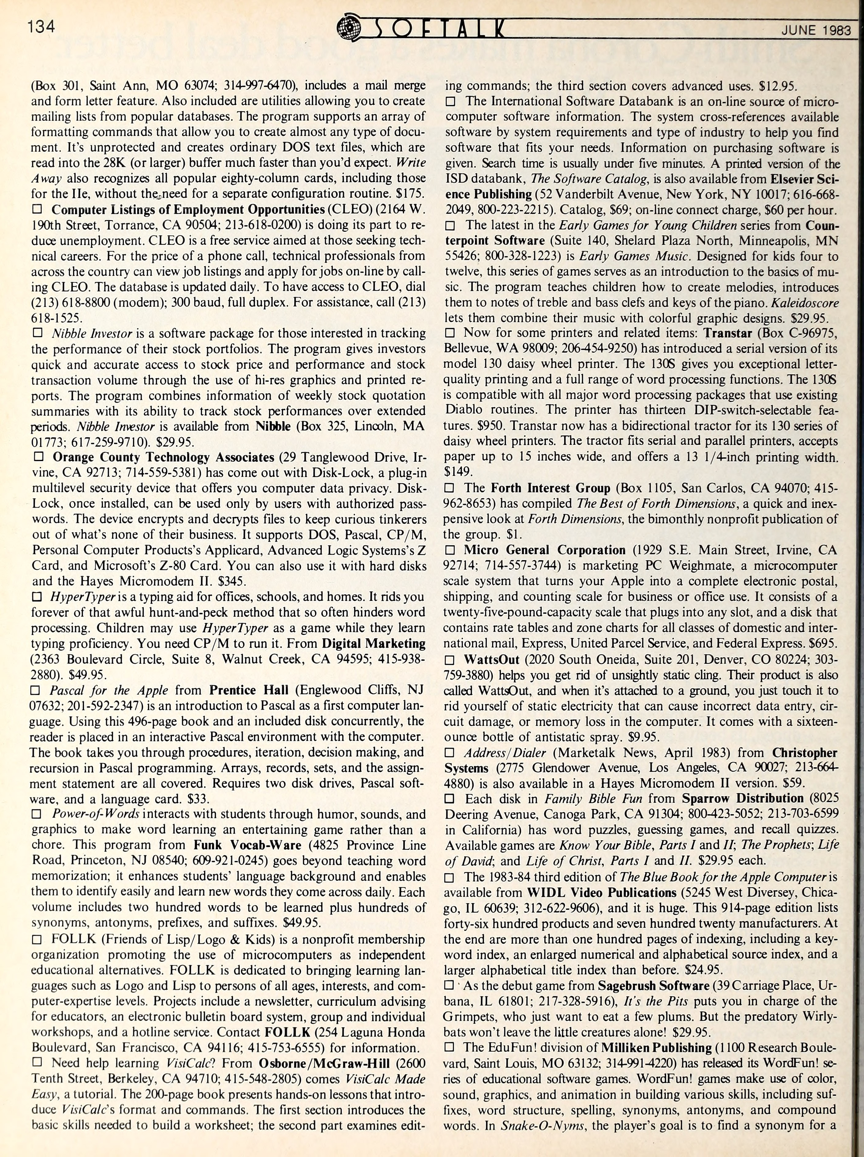 134
SOFTALK
JUNE 1983
(Box 301, Saint Ann, MO 63074; 314-997-6470), includes a mail merge
and form letter feature. Also included are utilities allowing you to create
mailing lists from popular databases. The program supports an array of
formatting commands that allow you to create almost any type of docu-
ment. It's unprotected and creates ordinary DOS text files, which are
read into the 28K (or larger) buffer much faster than you'd expect. Write
Away also recognizes all popular eighty-column cards, including those
for the IIe, without the need for a separate configuration routine. $175.
□ Computer Listings of Employment Opportunities (CLEO) (2164 W.
190th Street, Torrance, CA 90504; 213-618-0200) is doing its part to re-
duce unemployment. CLEO is a free service aimed at those seeking tech-
nical careers. For the price of a phone call, technical professionals from
across the country can view job listings and apply for jobs on-line by call-
ing CLEO. The database is updated daily. To have access to CLEO, dial
(213) 618-8800 (modem); 300 baud, full duplex. For assistance, call (213)
618-1525.
□ Nibble Investor is a software package for those interested in tracking
the performance of their stock portfolios. The program gives investors
quick and accurate access to stock price and performance and stock
transaction volume through the use of hi-res graphics and printed re-
ports. The program combines information of weekly stock quotation
summaries with its ability to track stock performances over extended
periods. Nibble Investor is available from Nibble (Box 325, Lincoln, MA
01773; 617-259-9710). $29.95.
□ Orange County Technology Associates (29 Tanglewood Drive, Ir-
vine, CA 92713; 714-559-5381) has come out with Disk-Lock, a plug-in
multilevel security device that offers you computer data privacy. Disk-
Lock, once installed, can be used only by users with authorized pass-
words. The device encrypts and decrypts files to keep curious tinkerers
out of what's none of their business. It supports DOS, Pascal, CP/M,
Personal Computer Products's Applicard, Advanced Logic Systems's Z
Card, and Microsoft's Z-80 Card. You can also use it with hard disks
and the Hayes Micromodem II. $345.
□ HyperTyper is a typing aid for offices, schools, and homes. It rids you
forever of that awful hunt-and-peck method that so often hinders word
processing. Children may use HyperTyper as a game while they learn
typing proficiency. You need CP/M to run it. From Digital Marketing
(2363 Boulevard Circle, Suite 8, Walnut Creek, CA 94595; 415-938-
2880). $49.95.
□ Pascal for the Apple from Prentice Hall (Englewood Cliffs, NJ
07632; 201-592-2347) is an introduction to Pascal as a first computer lan-
guage. Using this 496-page book and an included disk concurrently, the
reader is placed in an interactive Pascal environment with the computer.
The book takes you through procedures, iteration, decision making, and
recursion in Pascal programming. Arrays, records, sets, and the assign-
ment statement are all covered. Requires two disk drives, Pascal soft-
ware, and a language card. $33.
□ Power-of-Words interacts with students through humor, sounds, and
graphics to make word learning an entertaining game rather than a
chore. This program from Funk Vocab-Ware (4825 Province Line
Road, Princeton, NJ 08540; 609-921-0245) goes beyond teaching word
memorization; it enhances students' language background and enables
them to identify easily and learn new words they come across daily. Each
volume includes two hundred words to be learned plus hundreds of
synonyms, antonyms, prefixes, and suffixes. $49.95.
□ FOLLK (Friends of Lisp/Logo & Kids) is a nonprofit membership
organization promoting the use of microcomputers as independent
educational alternatives. FOLLK is dedicated to bringing learning lan-
guages such as Logo and Lisp to persons of all ages, interests, and com-
puter-expertise levels. Projects include a newsletter, curriculum advising
for educators, an electronic bulletin board system, group and individual
workshops, and a hotline service. Contact FOLLK (254 Laguna Honda
Boulevard, San Francisco, CA 94116; 415-753-6555) for information.
□ Need help learning VisiCalc? From Osborne/McGraw-Hill (2600
Tenth Street, Berkeley, CA 94710; 415-548-2805) comes VisiCalc Made
Easy, a tutorial. The 200-page book presents hands-on lessons that intro-
duce VisiCalc's format and commands. The first section introduces the
basic skills needed to build a worksheet; the second part examines edit-
ing commands; the third section covers advanced uses. $12.95.
□ The International Software Databank is an on-line source of micro-
computer software information. The system cross-references available
software by system requirements and type of industry to help you find
software that fits your needs. Information on purchasing software is
given. Search time is usually under five minutes. A printed version of the
ISD databank, The Software Catalog, is also available from Elsevier Sci-
ence Publishing (52 Vanderbilt Avenue, New York, NY 10017; 616-668-
2049, 800-223-2215). Catalog, $69; on-line connect charge, $60 per hour.
□ The latest in the Early Games for Young Children series from Coun-
terpoint Software (Suite 140, Shelard Plaza North, Minneapolis, MN
55426; 800-328-1223) is Early Games Music. Designed for kids four to
twelve, this series of games serves as an introduction to the basics of mu-
sic. The program teaches children how to create melodies, introduces
them to notes of treble and bass clefs and keys of the piano. Kaleidoscore
lets them combine their music with colorful graphic designs. $29.95.
□ Now for some printers and related items: Transtar (Box C-96975,
Bellevue, WA 98009; 206-454-9250) has introduced a serial version of its
model 130 daisy wheel printer. The 130S gives you exceptional letter-
quality printing and a full range of word processing functions. The 130S
is compatible with all major word processing packages that use existing
Diablo routines. The printer has thirteen DIP-switch-selectable fea-
tures. $950. Transtar now has a bidirectional tractor for its 130 series of
daisy wheel printers. The tractor fits serial and parallel printers, accepts
paper up to 15 inches wide, and offers a 13 1/4-inch printing width.
$149.
□ The Forth Interest Group (Box 1105, San Carlos, CA 94070; 415-
962-8653) has compiled The Best of Forth Dimensions, a quick and inex-
pensive look at Forth Dimensions, the bimonthly nonprofit publication of
the group. $1.
□ Micro General Corporation (1929 S.E. Main Street, Irvine, CA
92714; 714-557-3744) is marketing PC Weighmate, a microcomputer
scale system that turns your Apple into a complete electronic postal,
shipping, and counting scale for business or office use. It consists of a
twenty-five-pound-capacity scale that plugs into any slot, and a disk that
contains rate tables and zone charts for all classes of domestic and inter-
national mail, Express, United Parcel Service, and Federal Express. $695.
□ WattsOut (2020 South Oneida, Suite 201, Denver, CO 80224; 303-
759-3880) helps you get rid of unsightly static cling. Their product is also
called WattsOut, and when it's attached to a ground, you just touch it to
rid yourself of static electricity that can cause incorrect data entry, cir-
cuit damage, or memory loss in the computer. It comes with a sixteen-
ounce bottle of antistatic spray. $9.95.
□ Address/Dialer (Marketalk News, April 1983) from Christopher
Systems (2775 Glendower Avenue, Los Angeles, CA 90027; 213-664-
4880) is also available in a Hayes Micromodem II version. $59.
□ Each disk in Family Bible Fun from Sparrow Distribution (8025
Deering Avenue, Canoga Park, CA 91304; 800-423-5052; 213-703-6599
in California) has word puzzles, guessing games, and recall quizzes.
Available games are Know Your Bible, Parts I and II; The Prophets; Life
of David; and Life of Christ, Parts I and II. $29.95 each.
□ The 1983-84 third edition of The Blue Book for the Apple Computer is
available from WIDL Video Publications (5245 West Diversey, Chica-
go, IL 60639; 312-622-9606), and it is huge. This 914-page edition lists
forty-six hundred products and seven hundred twenty manufacturers. At
the end are more than one hundred pages of indexing, including a key-
word index, an enlarged numerical and alphabetical source index, and a
larger alphabetical title index than before. $24.95.
□ As the debut game from Sagebrush Software (39 Carriage Place, Ur-
bana, IL 61801; 217-328-5916), It's the Pits puts you in charge of the
Grimpets, who just want to eat a few plums. But the predatory Wirly-
bats won't leave the little creatures alone! $29.95.
□ The EduFun! division of Milliken Publishing (1100 Research Boule-
vard, Saint Louis, MO 63132; 314-991-4220) has released its WordFun! se-
ries of educational software games. WordFun! games make use of color,
sound, graphics, and animation in building various skills, including suf-
fixes, word structure, spelling, synonyms, antonyms, and compound
words. In Snake-O-Nyms, the player's goal is to find a synonym for a